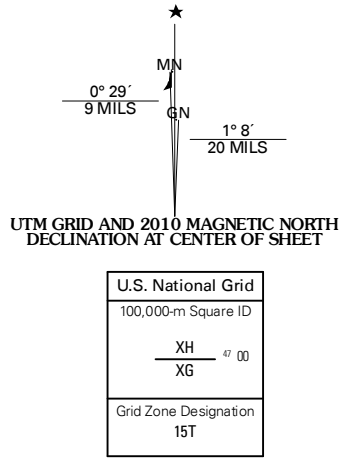 MN
0° 29´
9 MILS
GN
1° 8´
20 MILS
UTM GRID AND 2010 MAGNETIC NORTH
DECLINATION AT CENTER OF SHEET
U.S. National Grid
100,000-m Square ID
XH
47 00
XG
Grid Zone Designation
15T